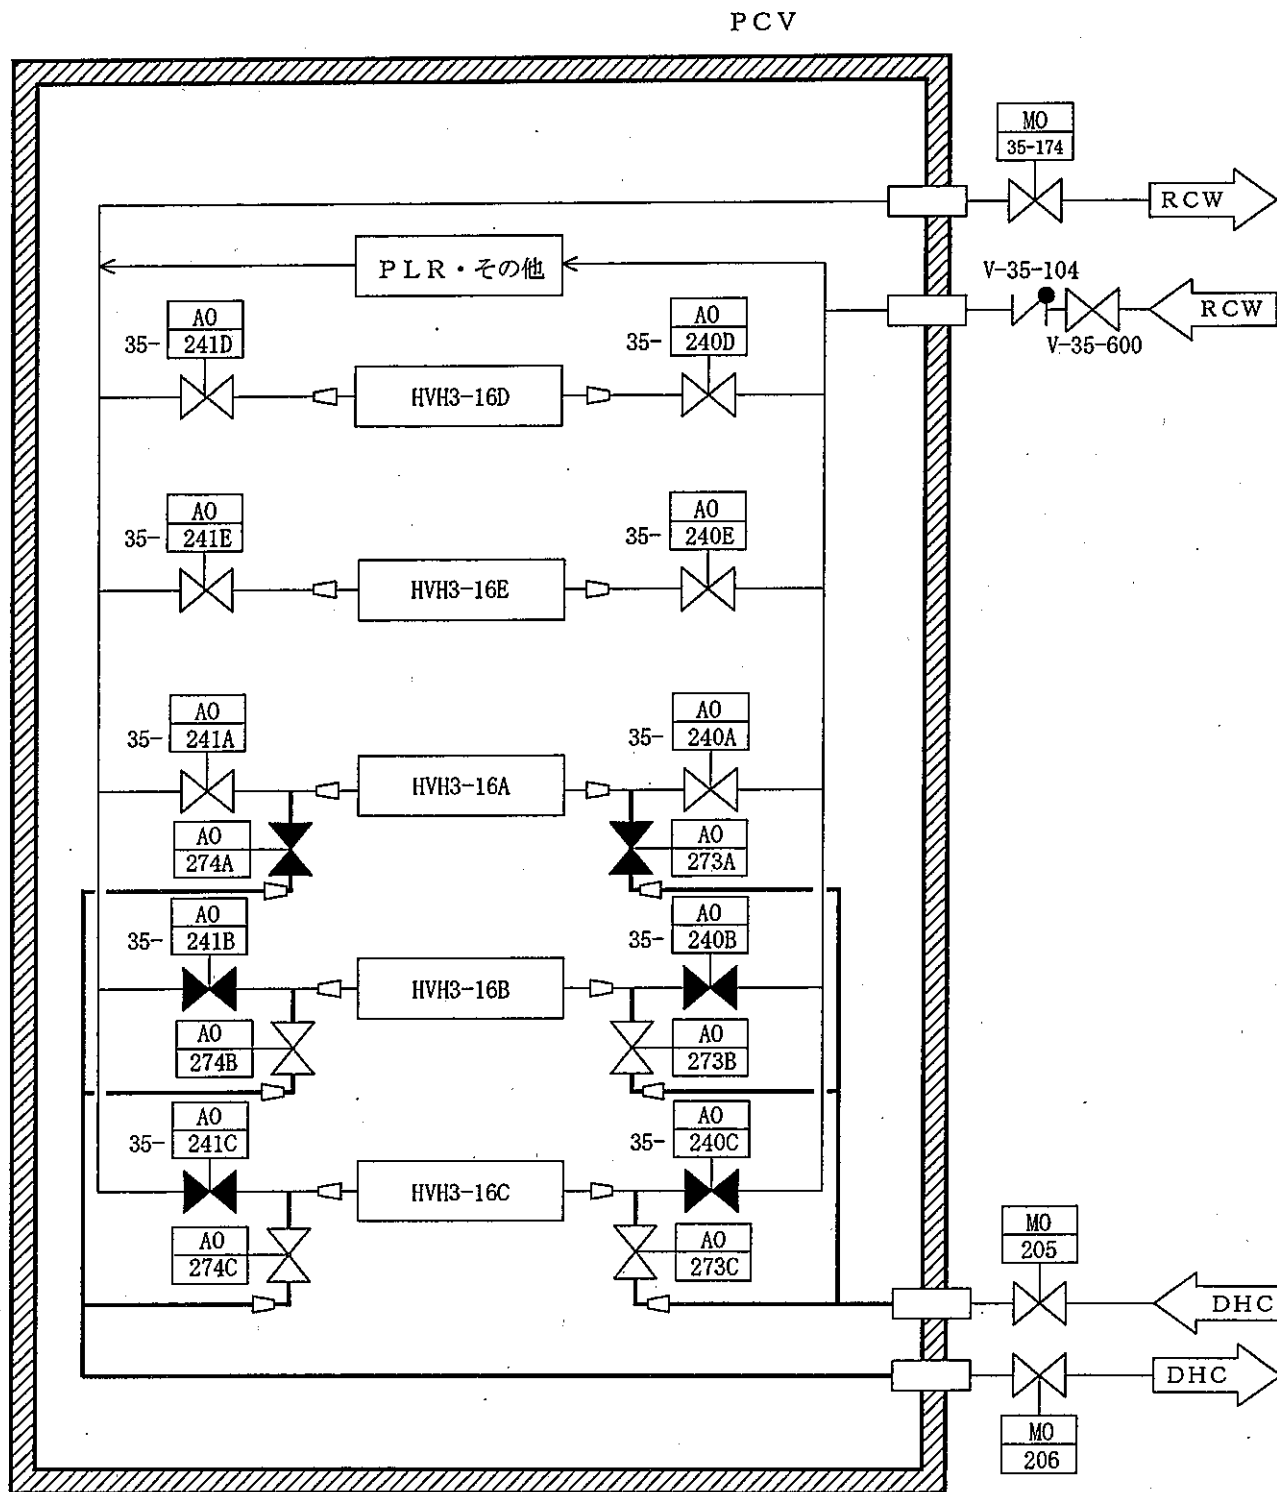 PCV
MO
35-174
RCW
PLR・その他
V-35-104
RCW
V-35-600
35-
AO
241D
HVH3-16D
35-
AO
240D
35-
AO
241E
HVH3-16E
35-
AO
240E
35-
AO
241A
HVH3-16A
35-
AO
240A
AO
274A
AO
273A
35-
AO
241B
HVH3-16B
35-
AO
240B
AO
274B
AO
273B
35-
AO
241C
HVH3-16C
35-
AO
240C
AO
274C
AO
273C
MO
205
DHC
DHC
MO
206